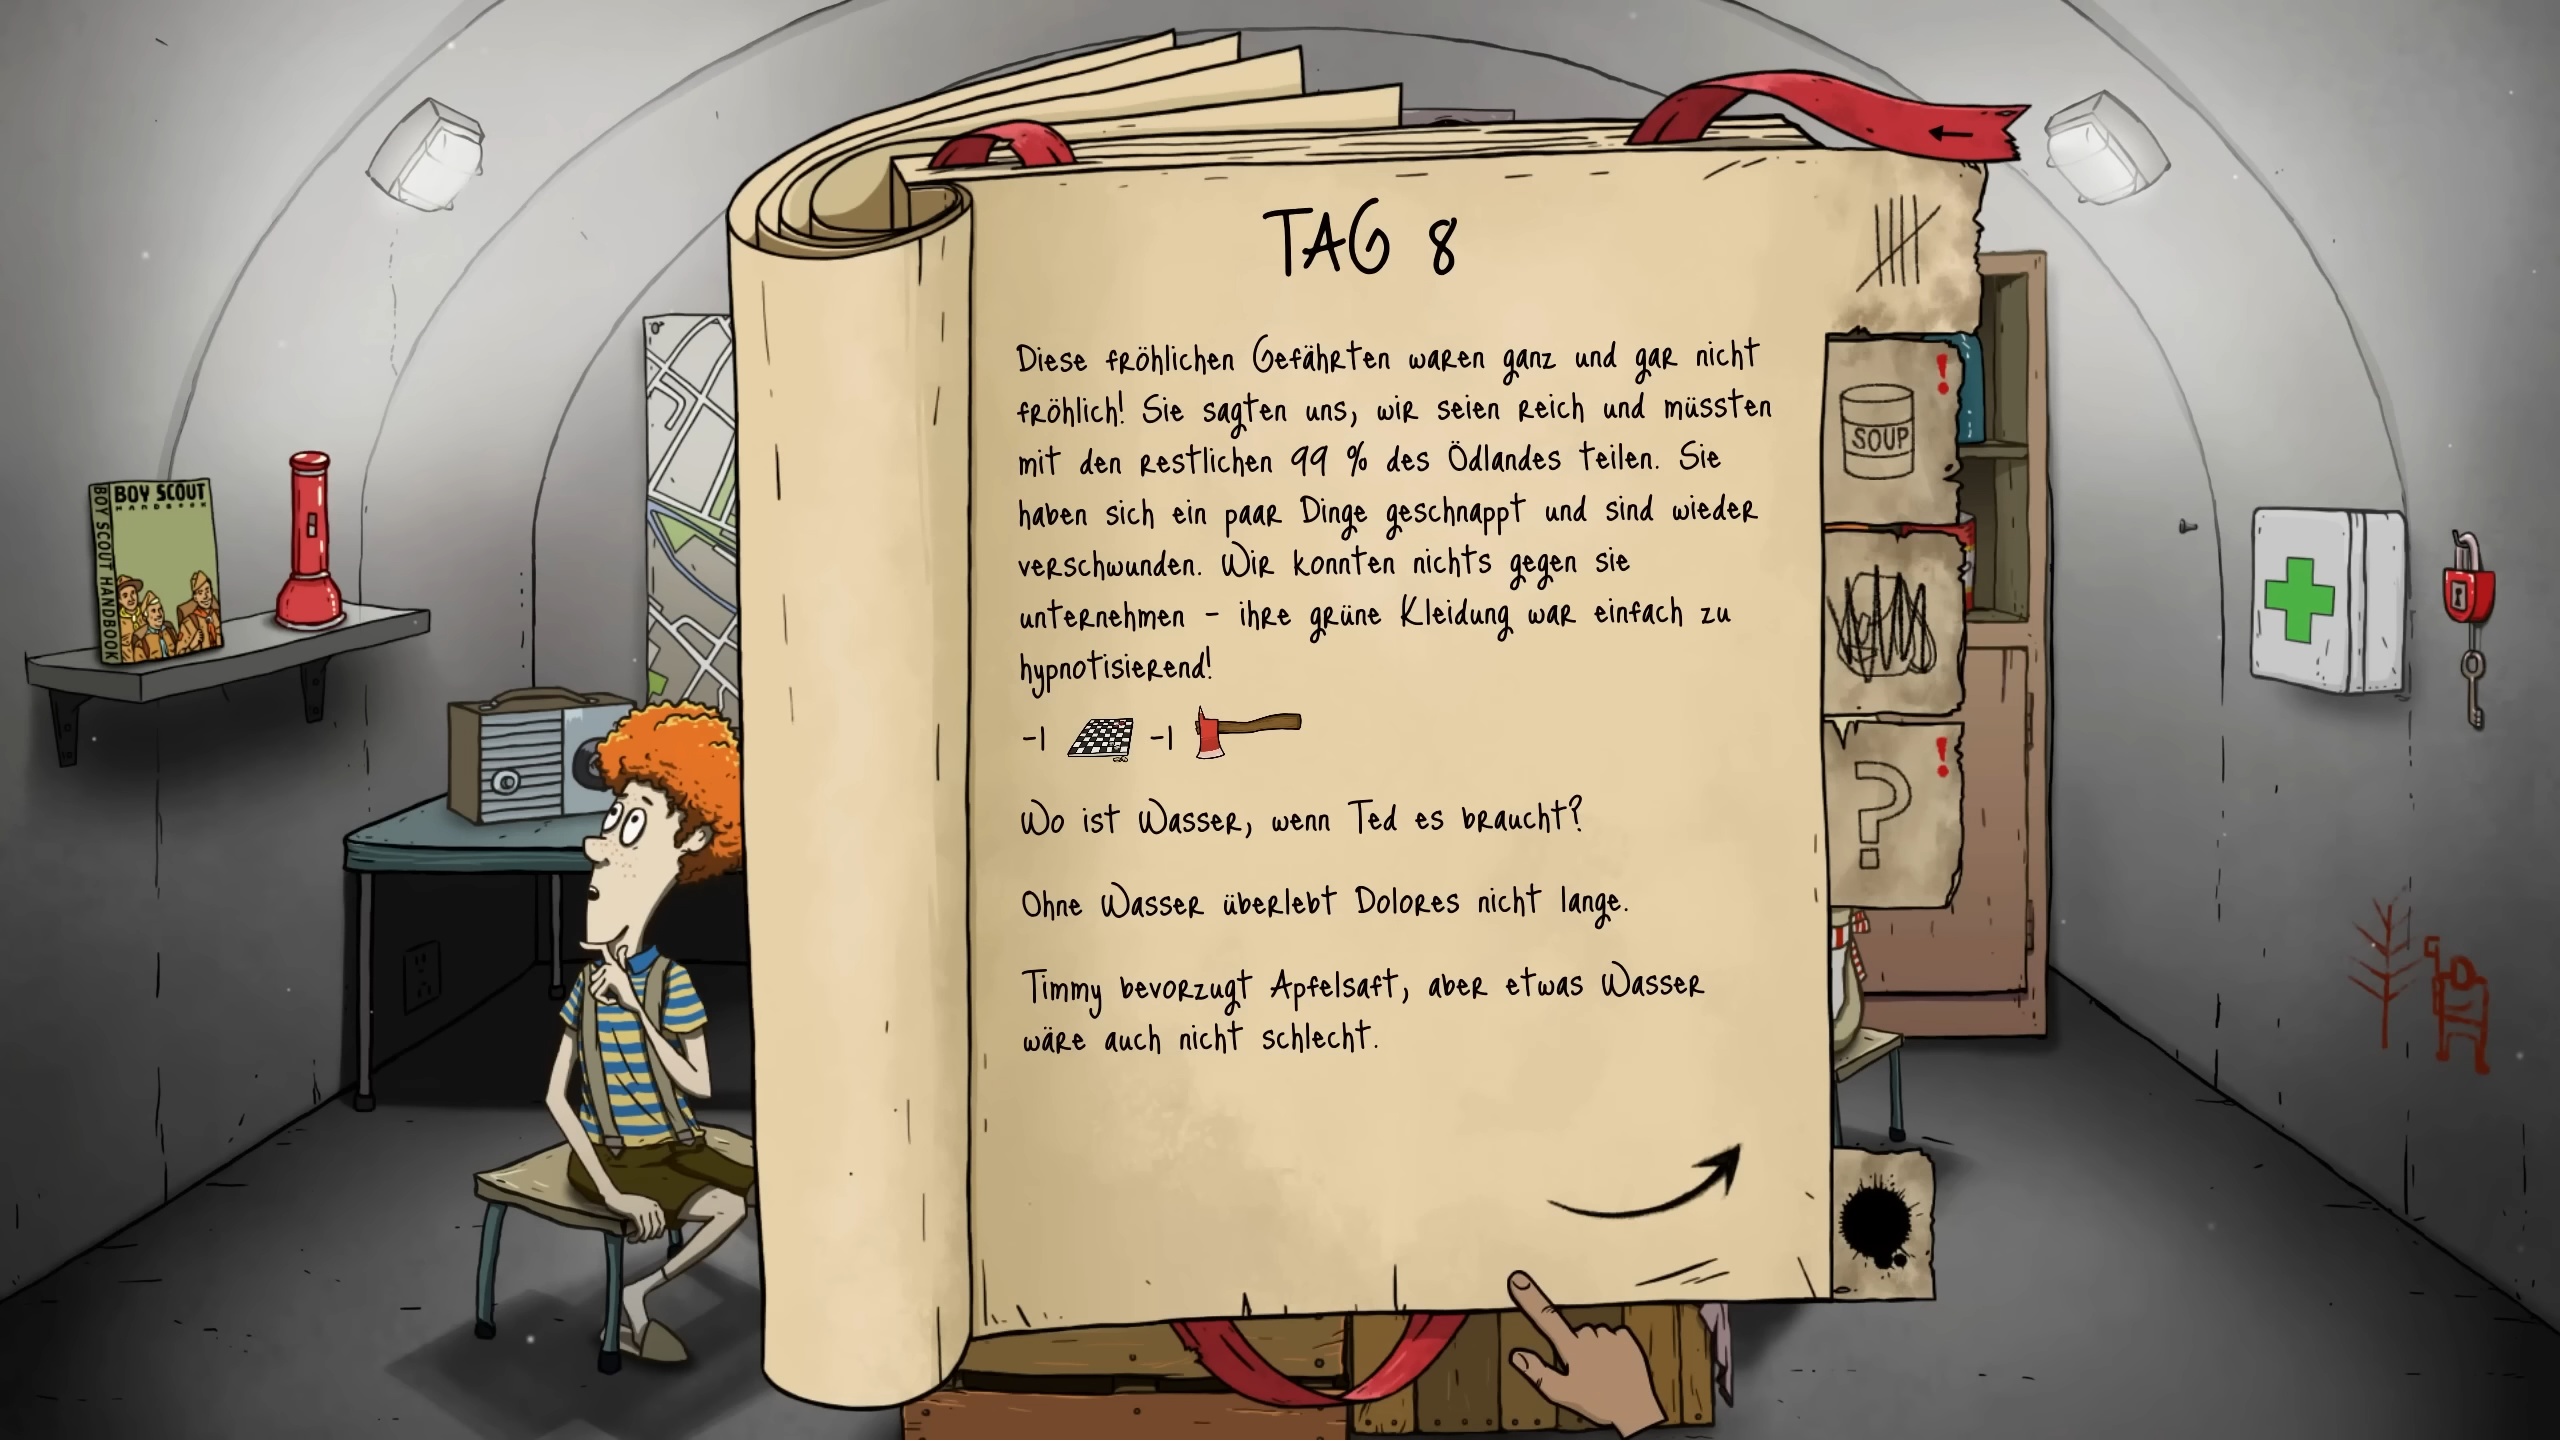 TAG 8
Diese fröhlichen Gefährten waren ganz und gar nicht
fröhlich! Sie sagten uns, wir seien reich und müssten
mit den restlichen 99 % des Ödlandes teilen. Sie
haben sich ein paar Dinge geschnappt und sind wieder
verschwunden. Wir konnten nichts gegen sie
unternehmen – ihre grüne Kleidung war einfach zu
hypnotisierend!
-1 -1
Wo ist Wasser, wenn Ted es braucht?
Ohne Wasser überlebt Dolores nicht lange.
Timmy bevorzugt Apfelsaft, aber etwas Wasser
wäre auch nicht schlecht.
!
SOUP
!
?
BOY SCOUT
HANDBOOK
BOY SCOUT HANDBOOK